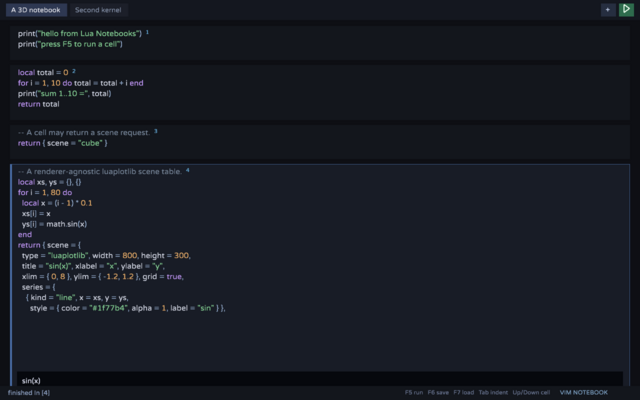 A 3D notebook Second kernel +
print("hello from Lua Notebooks") 1
print("press F5 to run a cell")
local total = 0 2
for i = 1, 10 do total = total + i end
print("sum 1..10 =", total)
return total
-- A cell may return a scene request. 3
return { scene = "cube" }
-- A renderer-agnostic luaplotlib scene table. 4
local xs, ys = {}, {}
for i = 1, 80 do
local x = (i - 1) * 0.1
xs[i] = x
ys[i] = math.sin(x)
end
return { scene = {
type = "luaplotlib", width = 800, height = 300,
title = "sin(x)", xlabel = "x", ylabel = "y",
xlim = { 0, 8 }, ylim = { -1.2, 1.2 }, grid = true,
series = {
{ kind = "line", x = xs, y = ys,
style = { color = "#1f77b4", alpha = 1, label = "sin" } },
sin(x)
finished in [4] F5 run F6 save F7 load Tab indent Up/Down cell VIM NOTEBOOK